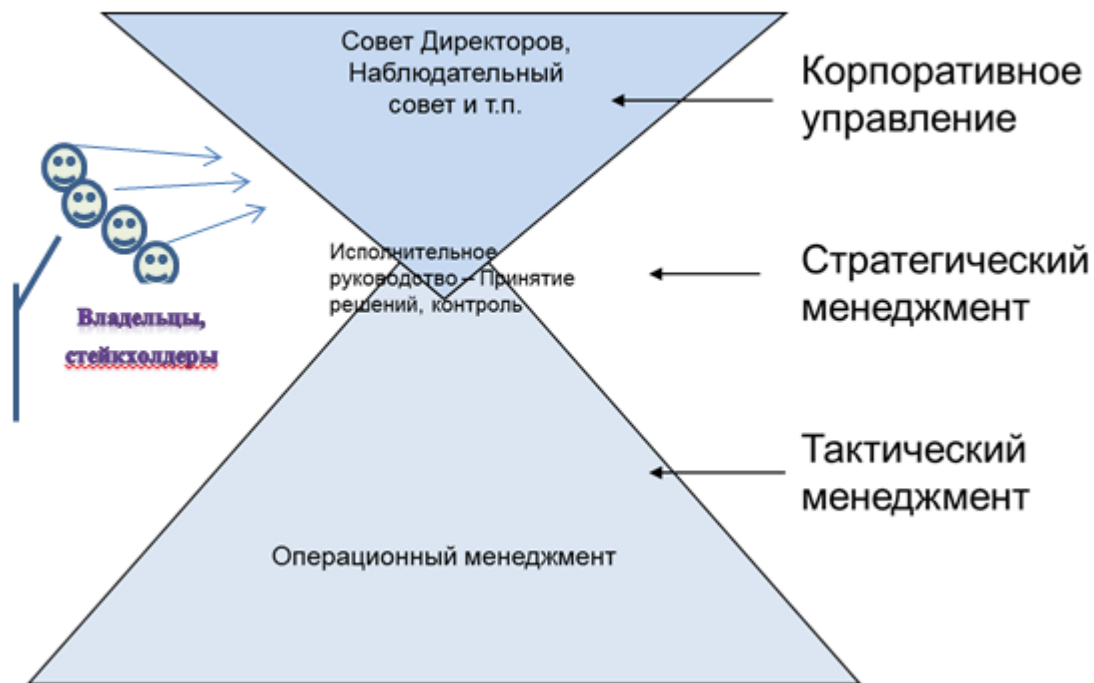 Совет Директоров,
Наблюдательный
совет и т.п.
Корпоративное
управление
Исполнительное
руководство – Принятие
решений, контроль
Стратегический
менеджмент
Владельцы,
стейкхолдеры
Тактический
менеджмент
Операционный менеджмент